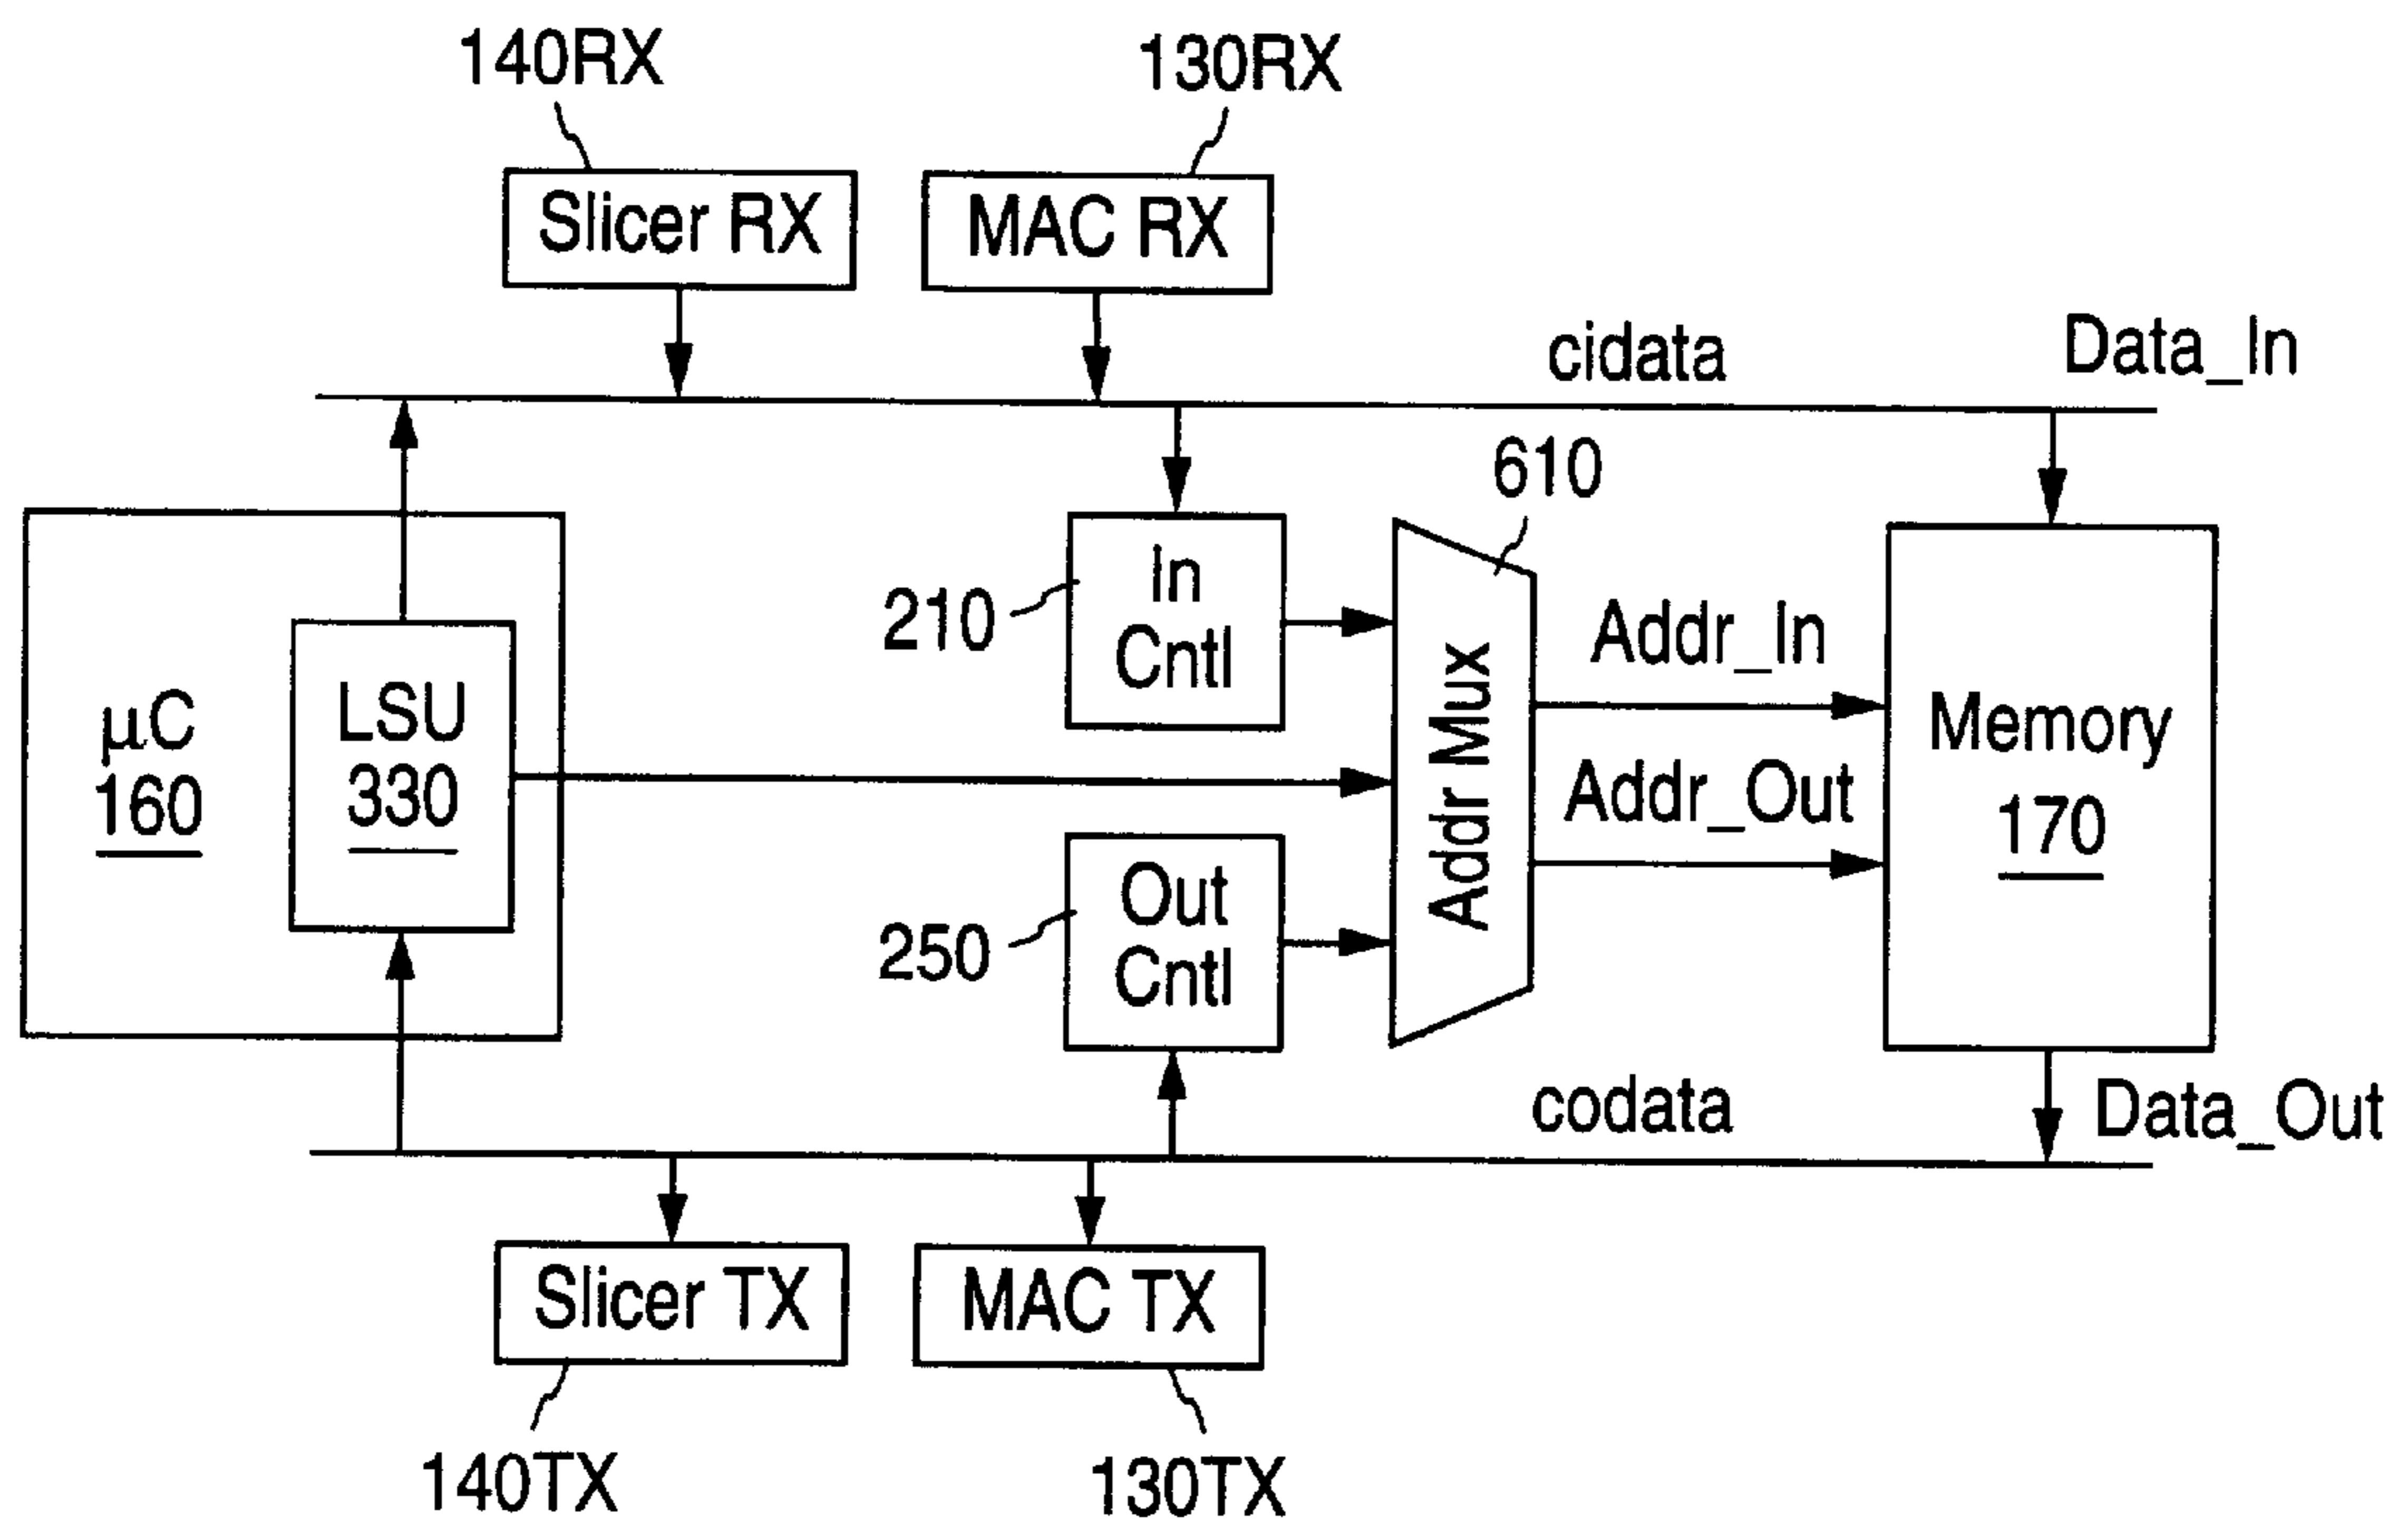 140RX
130RX
Slicer RX
MAC RX
cidata
Data_In
610
In
Cntl
210
Addr_In
µC
160
LSU
330
Addr Mux
Memory
170
Addr_Out
Out
Cntl
250
codata
Data_Out
Slicer TX
MAC TX
140TX
130TX